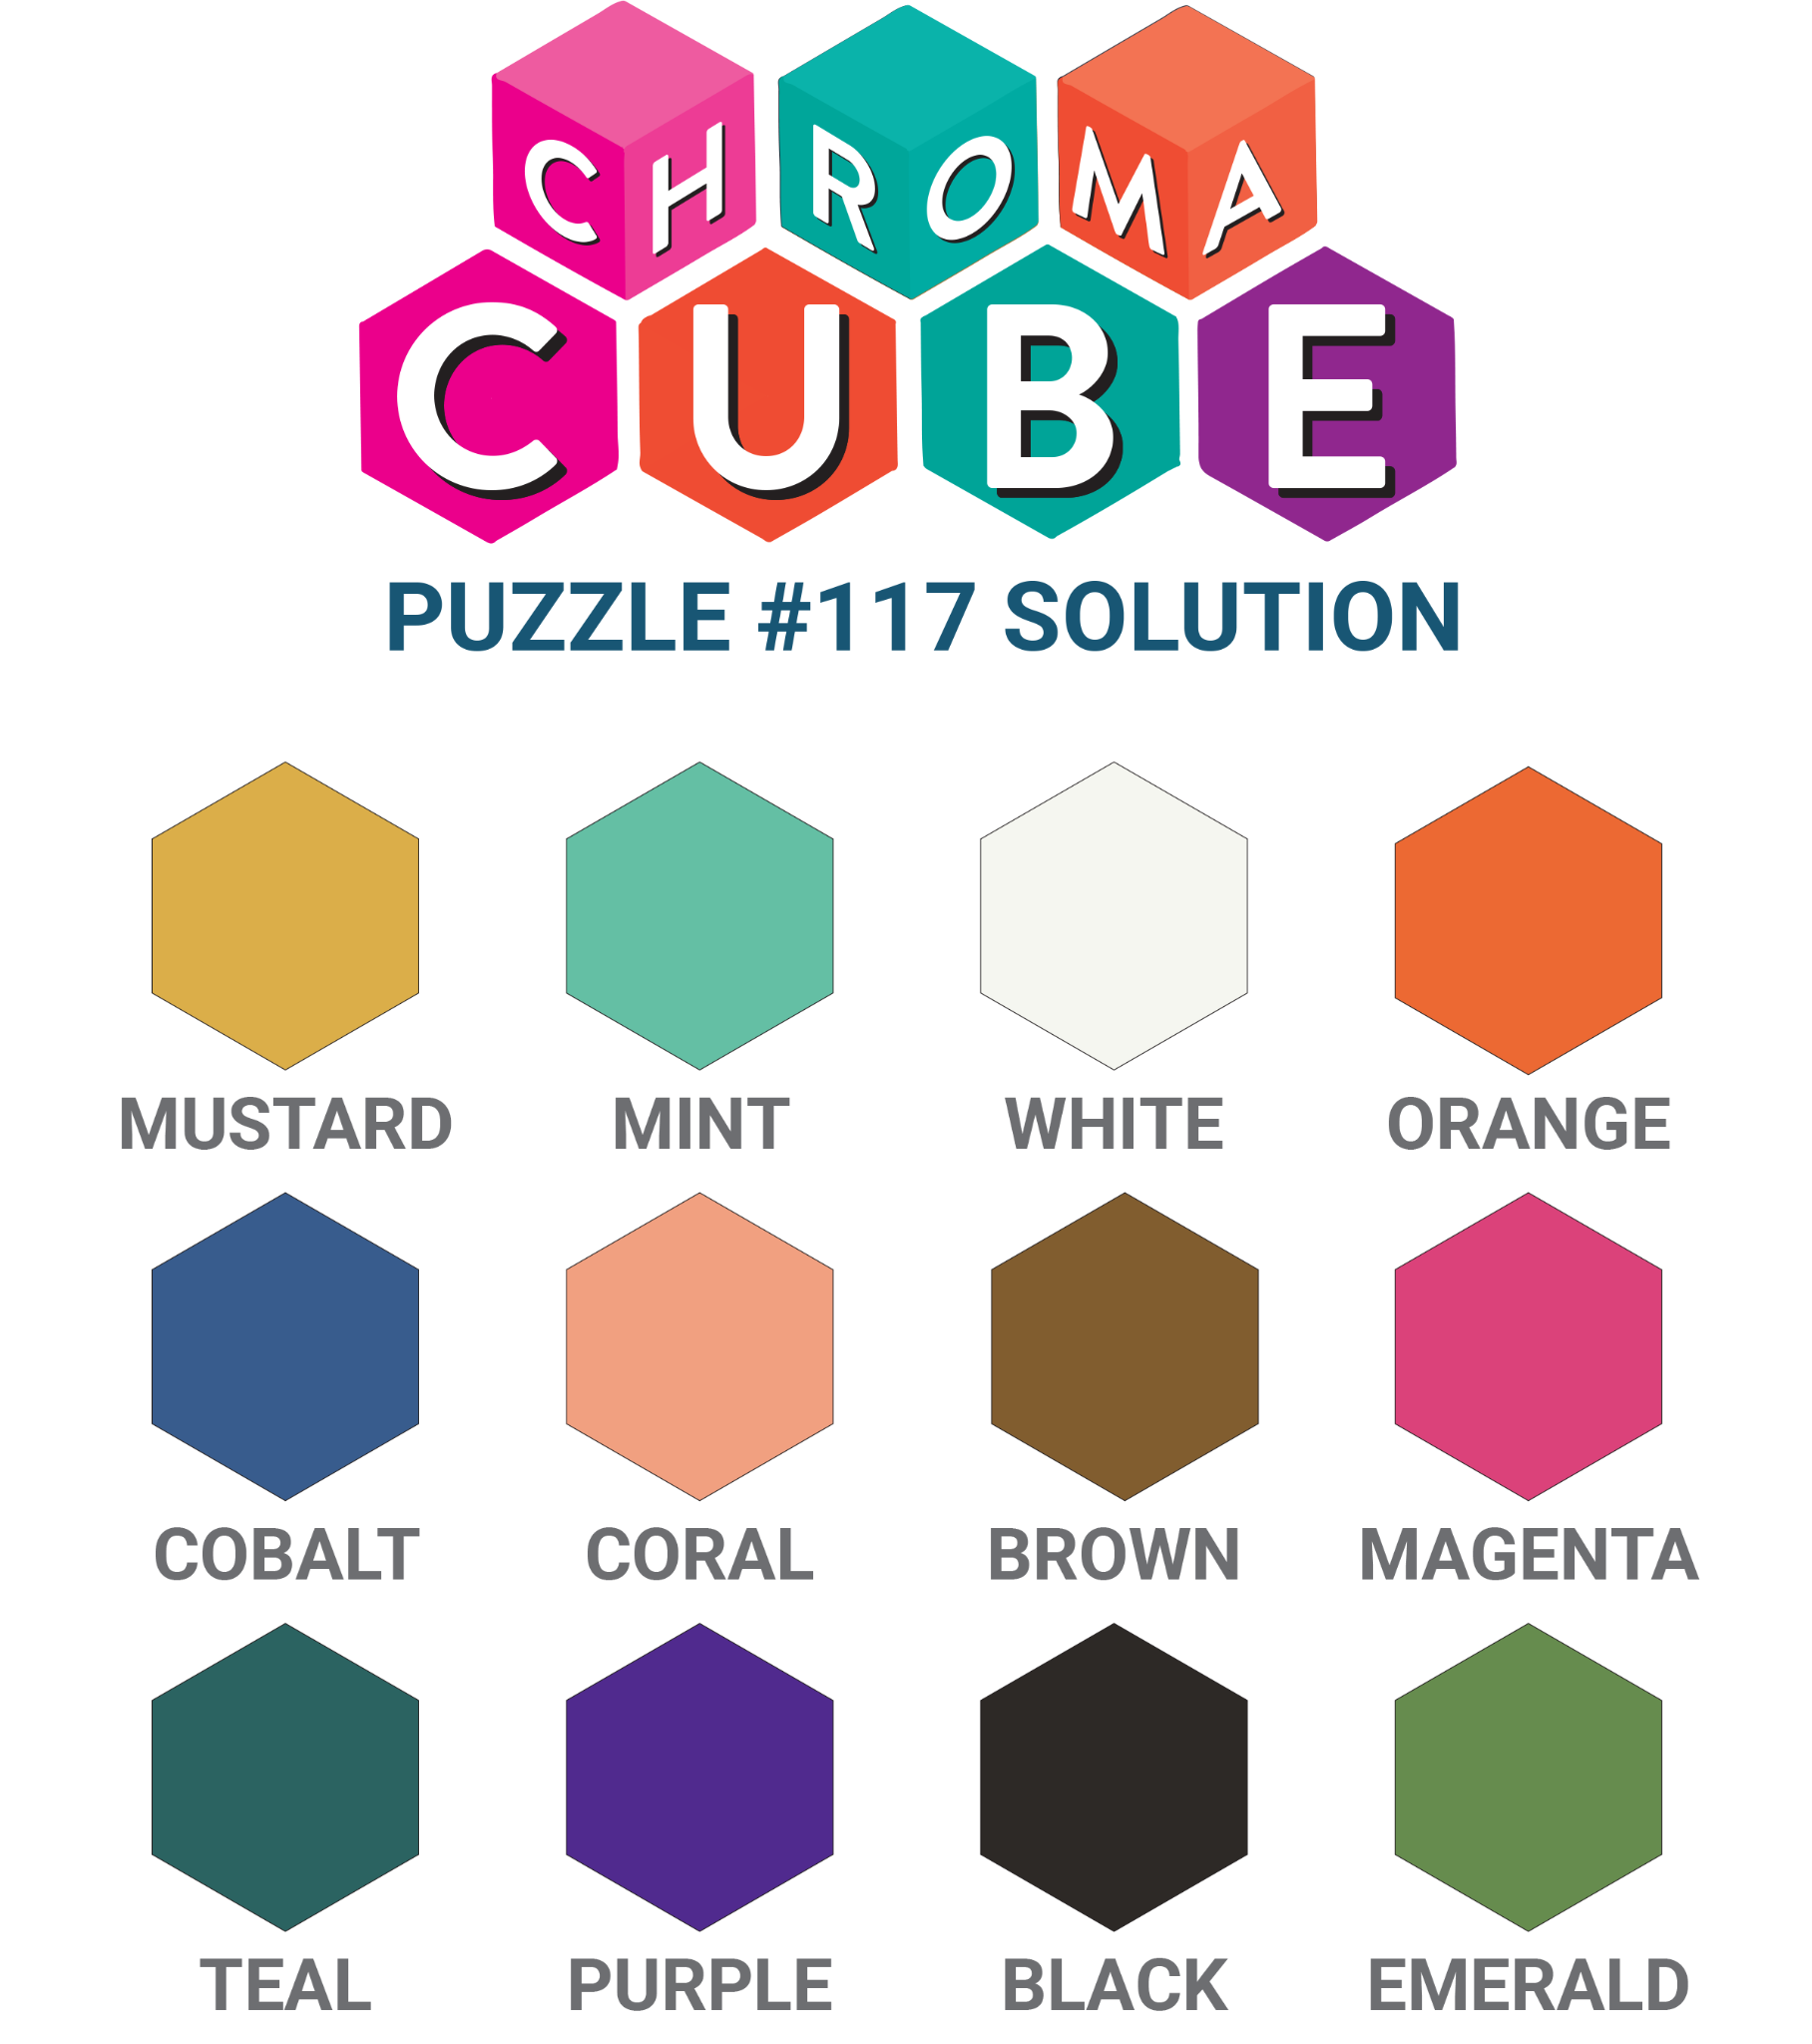 CHROMA
CUBE
PUZZLE #117 SOLUTION
MUSTARD MINT WHITE ORANGE
COBALT CORAL BROWN MAGENTA
TEAL PURPLE BLACK EMERALD